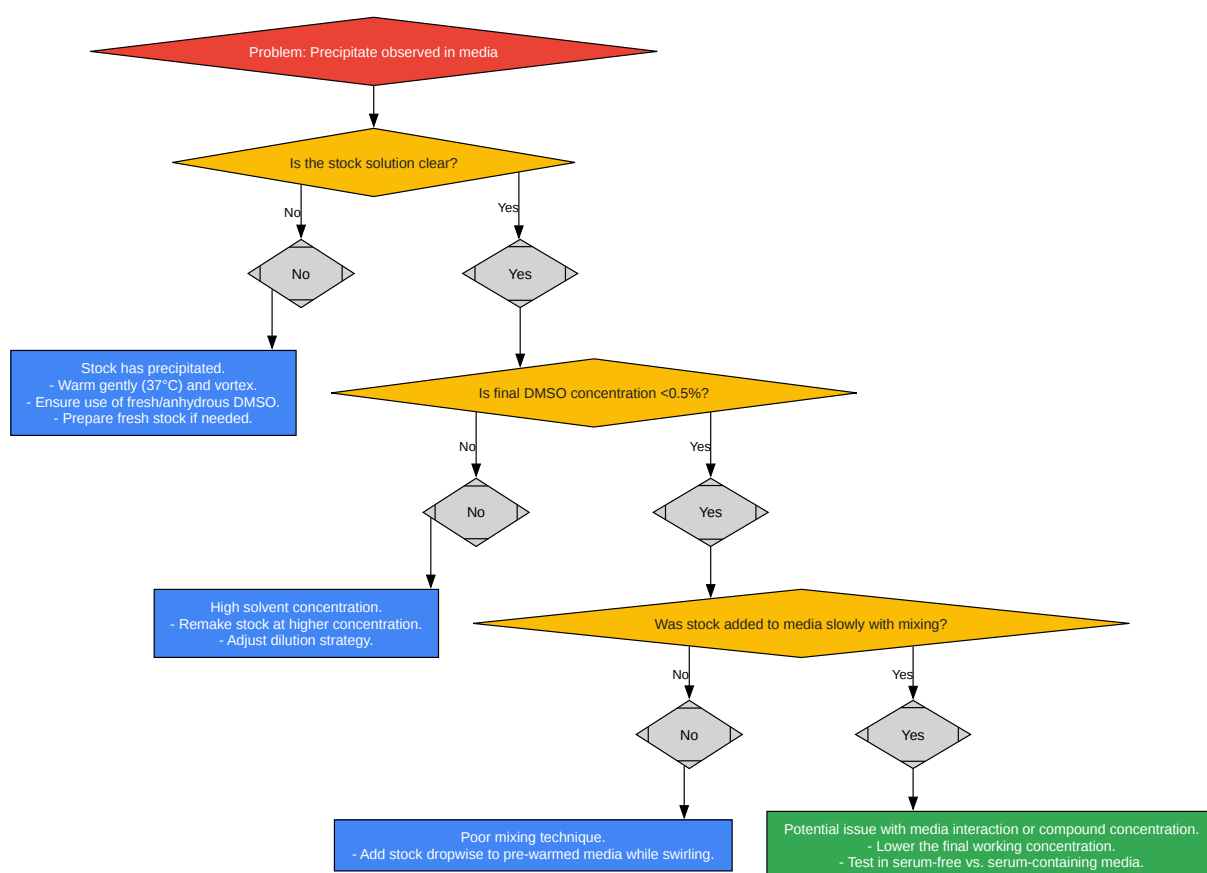 Problem: Precipitate observed in media
Is the stock solution clear?
No
Yes
No
Yes
Stock has precipitated.
- Warm gently (37°C) and vortex.
- Ensure use of fresh/anhydrous DMSO.
- Prepare fresh stock if needed.
Is final DMSO concentration <0.5%?
No
Yes
No
Yes
High solvent concentration.
- Remake stock at higher concentration.
- Adjust dilution strategy.
Was stock added to media slowly with mixing?
No
Yes
No
Yes
Poor mixing technique.
- Add stock dropwise to pre-warmed media while swirling.
Potential issue with media interaction or compound concentration.
- Lower the final working concentration.
- Test in serum-free vs. serum-containing media.